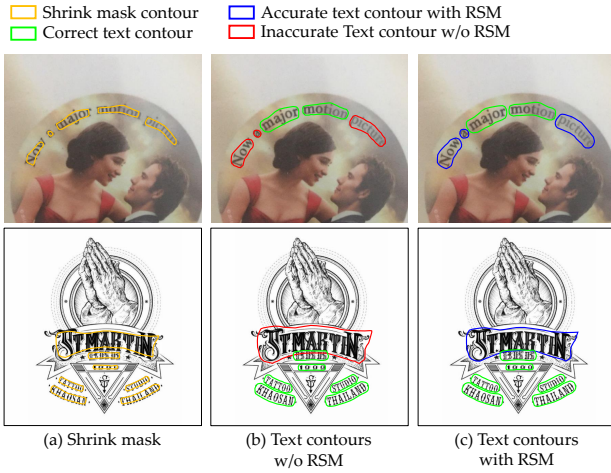 Shrink mask contour
Accurate text contour with RSM
Correct text contour
Inaccurate Text contour w/o RSM
Now a major motion picture
Now a major motion picture
Now a major motion picture
ST.MARTIN
TATTOO
STUDIO
KHAOSAN
THAILAND
ST.MARTIN
TATTOO
STUDIO
KHAOSAN
THAILAND
ST.MARTIN
TATTOO
STUDIO
KHAOSAN
THAILAND
(a) Shrink mask
(b) Text contours
w/o RSM
(c) Text contours
with RSM